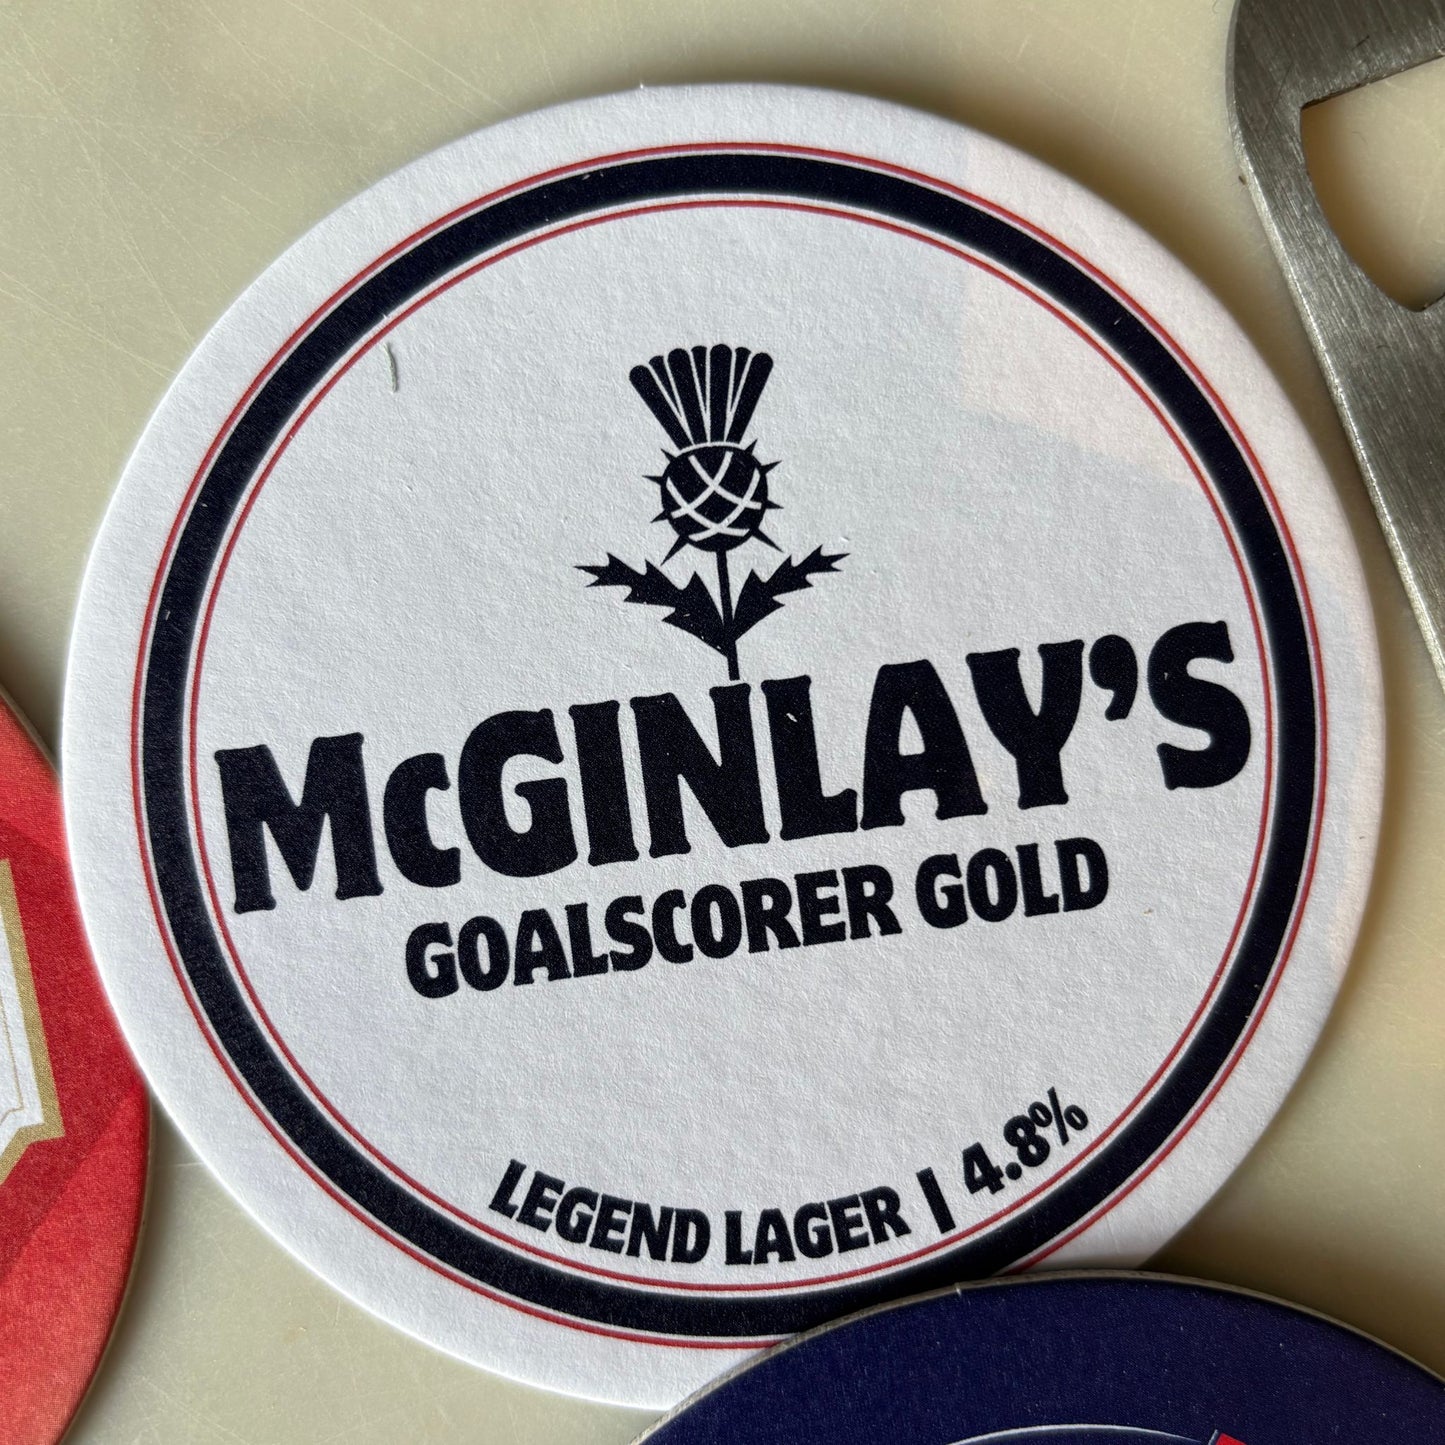 McGINLAY'S
GOALSCORER GOLD
LEGEND LAGER | 4.8%